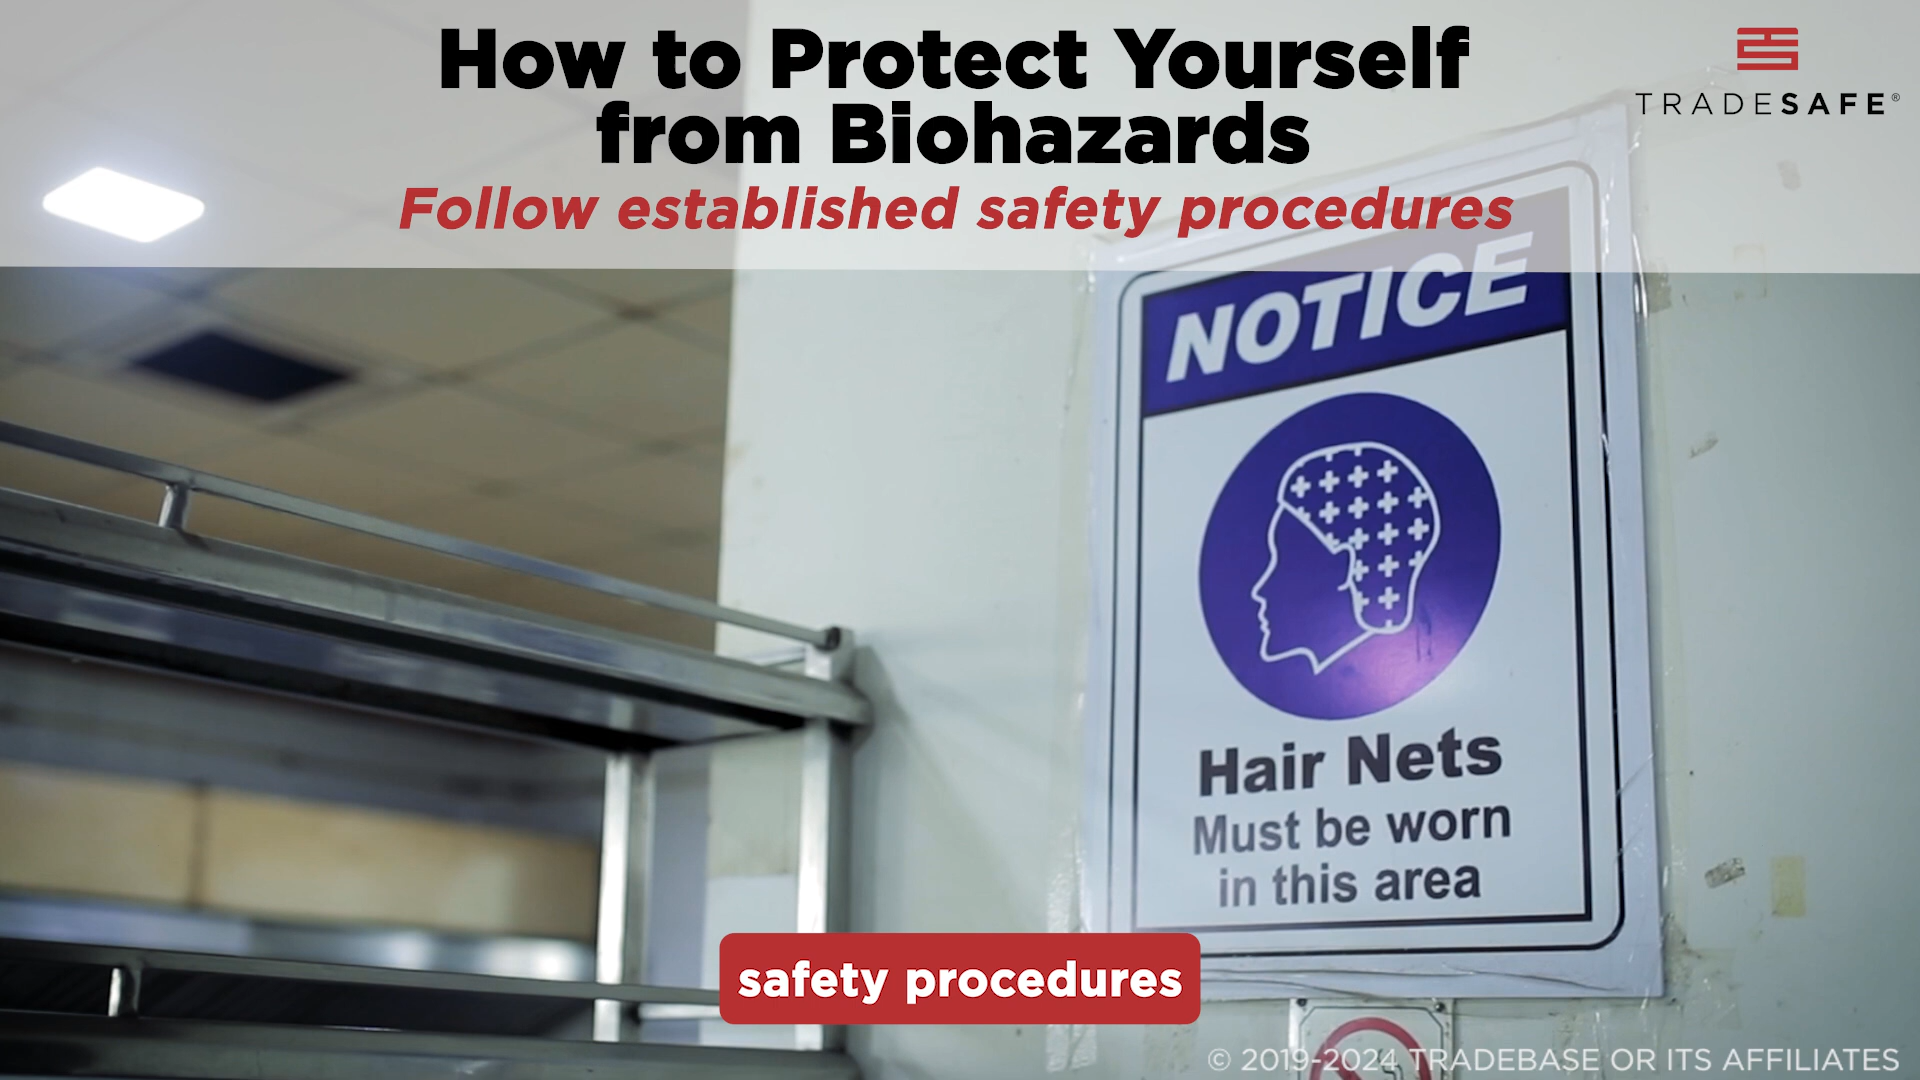 How to Protect Yourself
from Biohazards
Follow established safety procedures
TRADESAFE®
NOTICE
Hair Nets
Must be worn
in this area
safety procedures
© 2019-2024 TRADEBASE OR ITS AFFILIATES